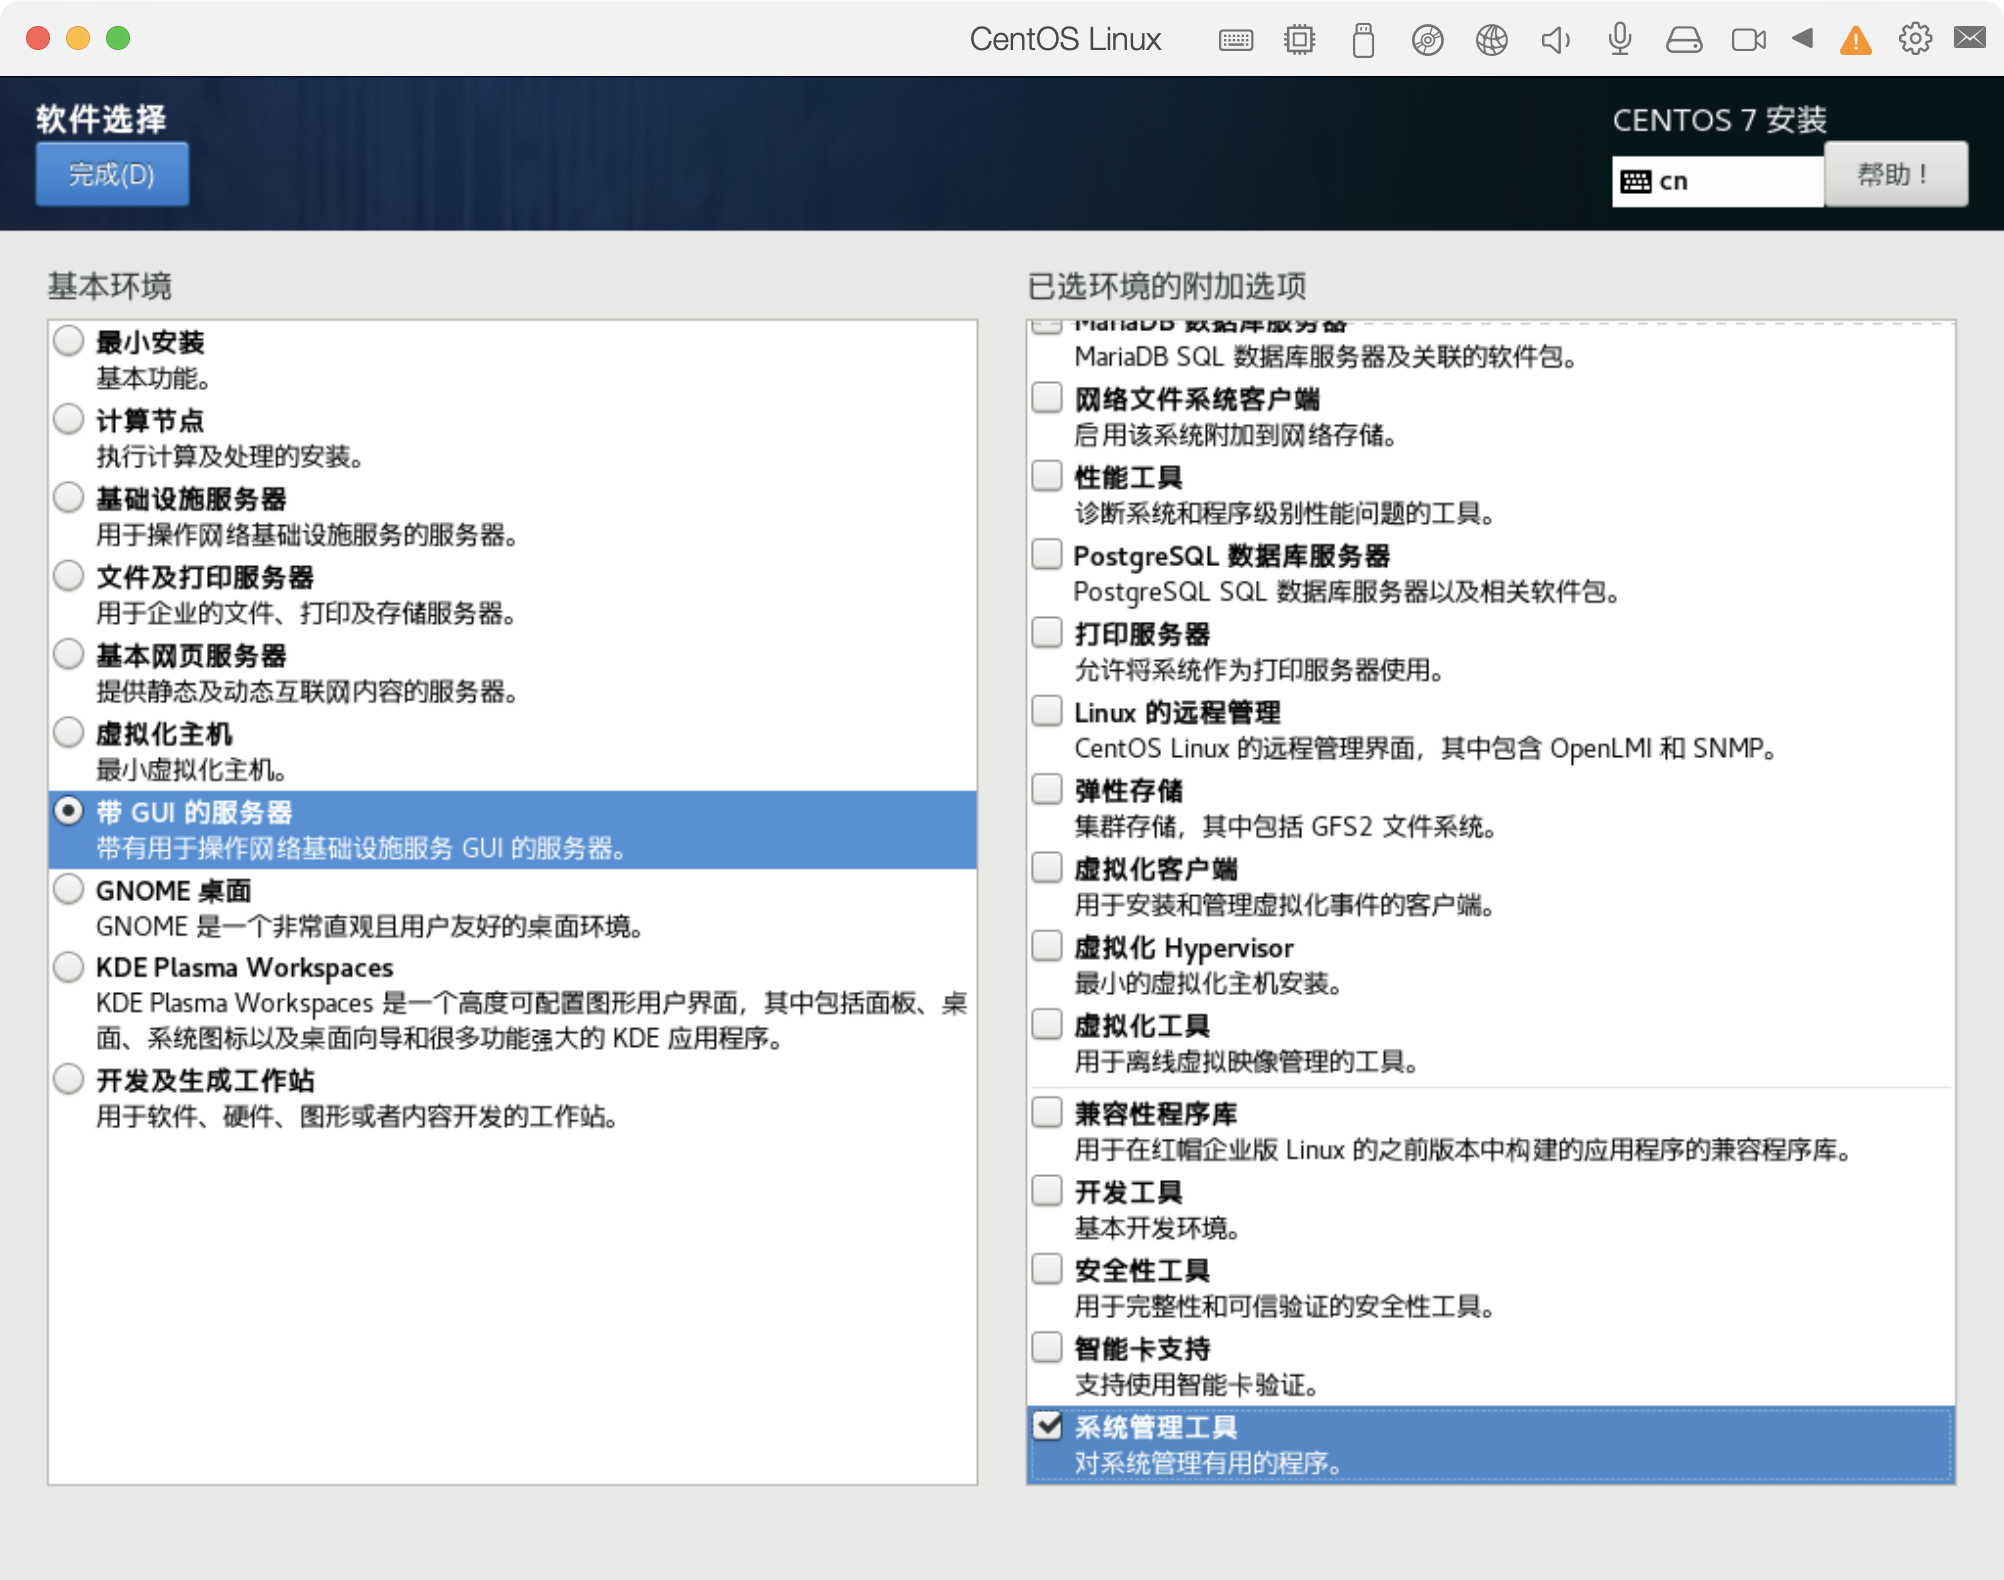 CentOS Linux
软件选择
CENTOS 7 安装
完成(D)
cn
帮助！
基本环境
最小安装
基本功能。
计算节点
执行计算及处理的安装。
基础设施服务器
用于操作网络基础设施服务的服务器。
文件及打印服务器
用于企业的文件、打印及存储服务器。
基本网页服务器
提供静态及动态互联网内容的服务器。
虚拟化主机
最小虚拟化主机。
带 GUI 的服务器
带有用于操作网络基础设施服务 GUI 的服务器。
GNOME 桌面
GNOME 是一个非常直观且用户友好的桌面环境。
KDE Plasma Workspaces
KDE Plasma Workspaces 是一个高度可配置图形用户界面，其中包括面板、桌
面、系统图标以及桌面向导和很多功能强大的 KDE 应用程序。
开发及生成工作站
用于软件、硬件、图形或者内容开发的工作站。
已选环境的附加选项
MariaDB 数据库服务器
MariaDB SQL 数据库服务器及关联的软件包。
网络文件系统客户端
启用该系统附加到网络存储。
性能工具
诊断系统和程序级别性能问题的工具。
PostgreSQL 数据库服务器
PostgreSQL SQL 数据库服务器以及相关软件包。
打印服务器
允许将系统作为打印服务器使用。
Linux 的远程管理
CentOS Linux 的远程管理界面，其中包含 OpenLMI 和 SNMP。
弹性存储
集群存储，其中包括 GFS2 文件系统。
虚拟化客户端
用于安装和管理虚拟化事件的客户端。
虚拟化 Hypervisor
最小的虚拟化主机安装。
虚拟化工具
用于离线虚拟映像管理的工具。
兼容性程序库
用于在红帽企业版 Linux 的之前版本中构建的应用程序的兼容程序库。
开发工具
基本开发环境。
安全性工具
用于完整性和可信验证的安全性工具。
智能卡支持
支持使用智能卡验证。
系统管理工具
对系统管理有用的程序。